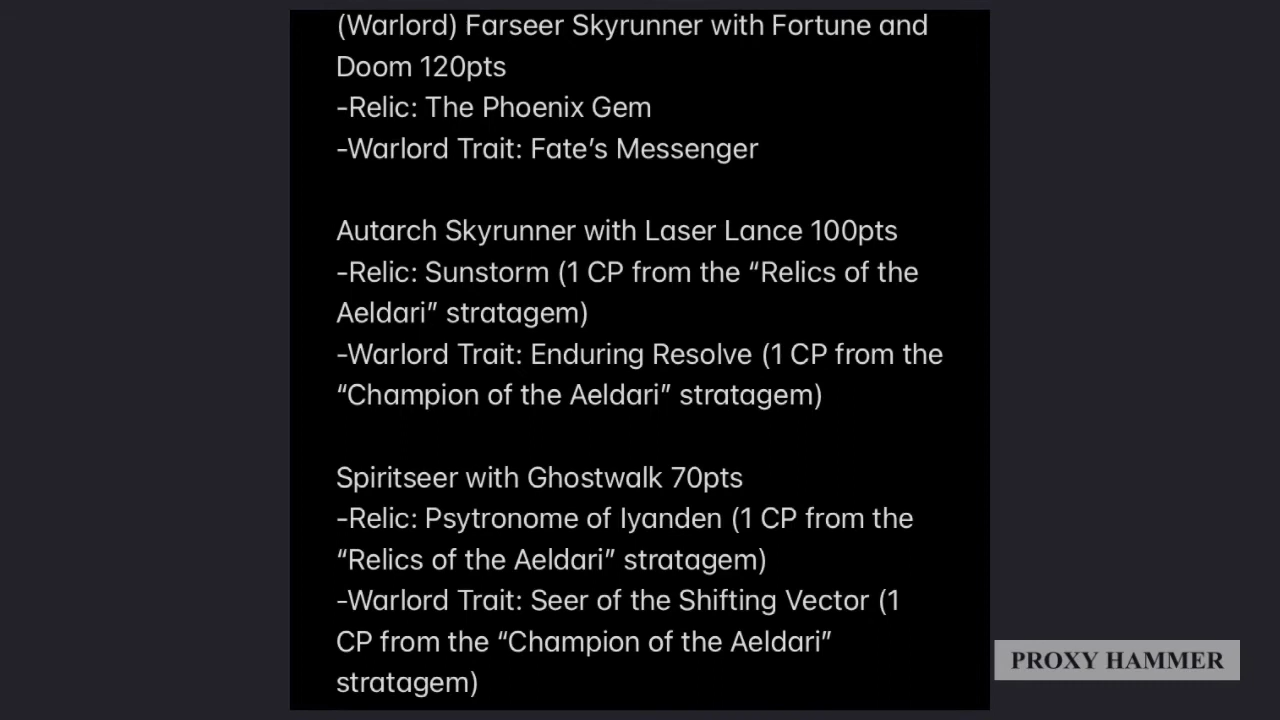 (Warlord) Farseer Skyrunner with Fortune and
Doom 120pts
-Relic: The Phoenix Gem
-Warlord Trait: Fate’s Messenger
Autarch Skyrunner with Laser Lance 100pts
-Relic: Sunstorm (1 CP from the “Relics of the
Aeldari” stratagem)
-Warlord Trait: Enduring Resolve (1 CP from the
“Champion of the Aeldari” stratagem)
Spiritseer with Ghostwalk 70pts
-Relic: Psytronome of Iyanden (1 CP from the
“Relics of the Aeldari” stratagem)
-Warlord Trait: Seer of the Shifting Vector (1
CP from the “Champion of the Aeldari”
stratagem)
PROXY HAMMER